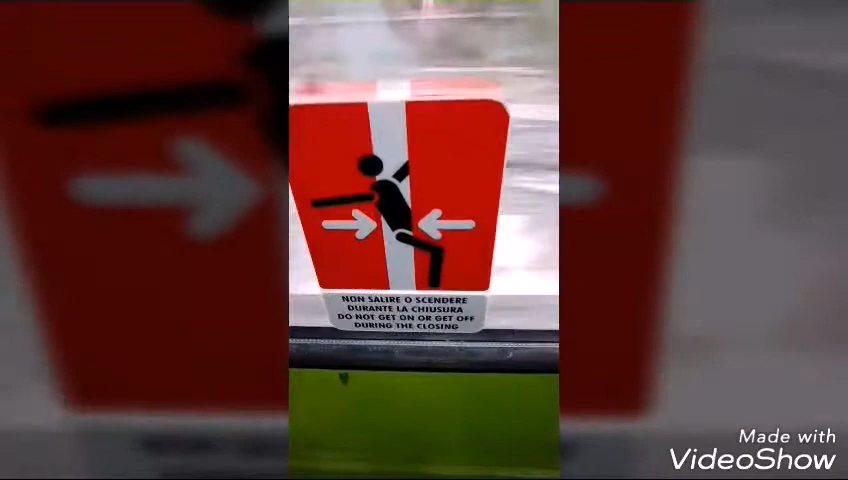 NON SALIRE O SCENDERE
DURANTE LA CHIUSURA
DO NOT GET ON OR GET OFF
DURING THE CLOSING
Made with
VideoShow